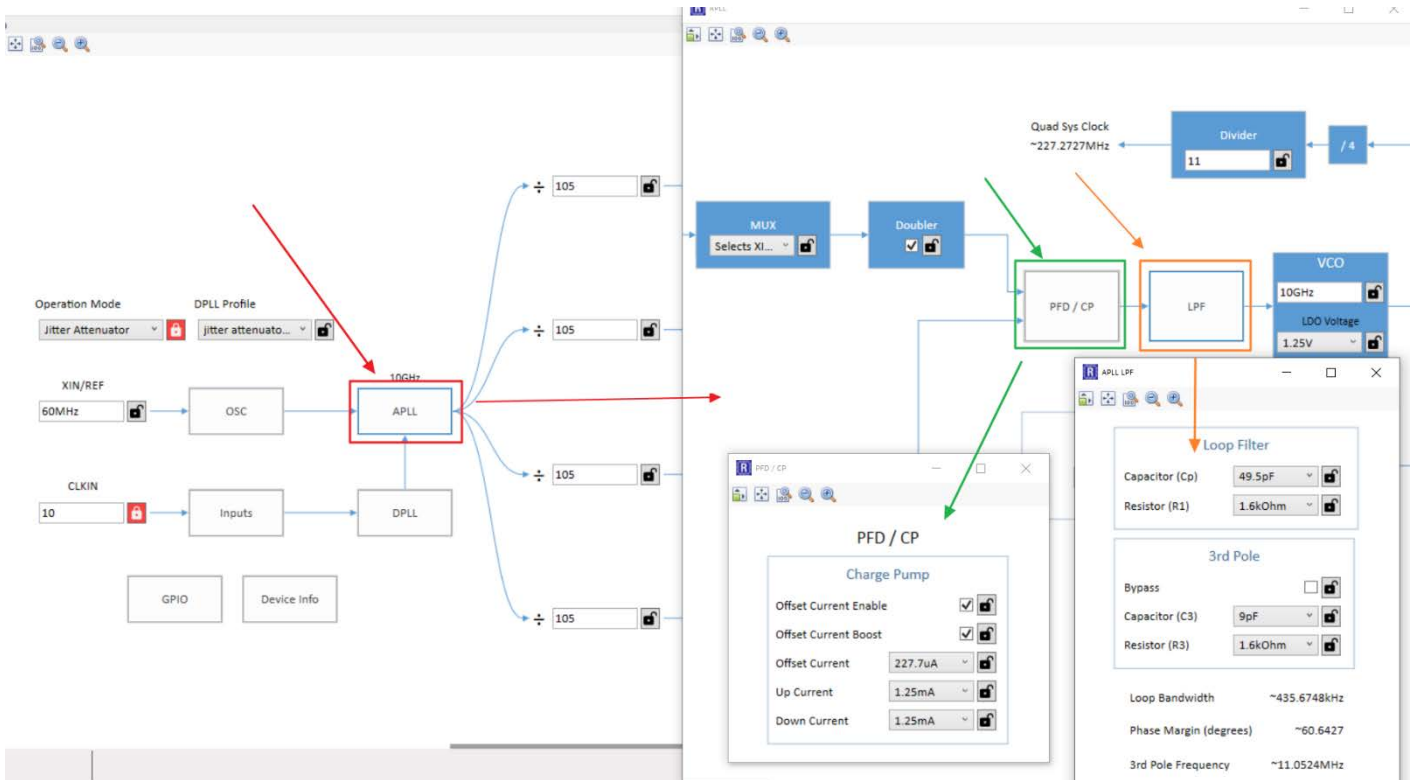 Operation Mode
DPLL Profile
Jitter Attenuator
jitter attenuato...
XIN/REF
60MHz
OSC
10GHz
APLL
CLKIN
10
Inputs
DPLL
GPIO
Device Info
÷ 105
÷ 105
÷ 105
÷ 105
R APLL
Quad Sys Clock
~227.2727MHz
Divider
11
/ 4
MUX
Selects XI...
Doubler
PFD / CP
LPF
VCO
10GHz
LDO Voltage
1.25V
R PFD / CP
PFD / CP
Charge Pump
Offset Current Enable
Offset Current Boost
Offset Current 227.7uA
Up Current 1.25mA
Down Current 1.25mA
R APLL LPF
Loop Filter
Capacitor (Cp) 49.5pF
Resistor (R1) 1.6kOhm
3rd Pole
Bypass
Capacitor (C3) 9pF
Resistor (R3) 1.6kOhm
Loop Bandwidth ~435.6748kHz
Phase Margin (degrees) ~60.6427
3rd Pole Frequency ~11.0524MHz